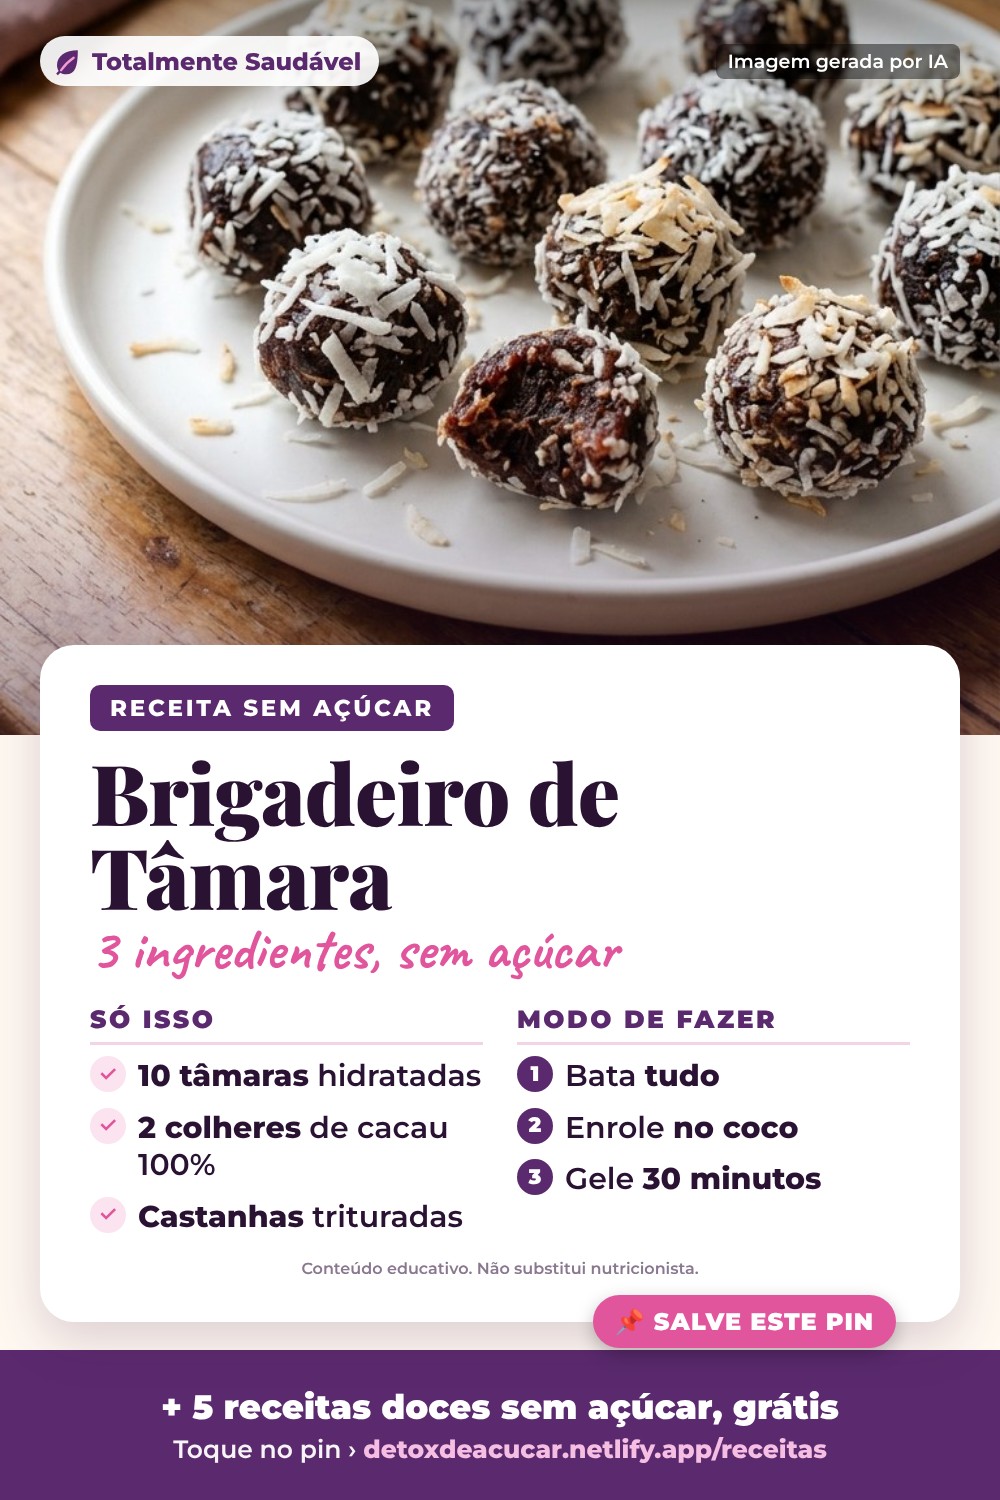 Totalmente Saudável
Imagem gerada por IA
RECEITA SEM AÇÚCAR
Brigadeiro de
Tâmara
3 ingredientes, sem açúcar
SÓ ISSO
10 tâmaras hidratadas
2 colheres de cacau
100%
Castanhas trituradas
MODO DE FAZER
1 Bata tudo
2 Enrole no coco
3 Gele 30 minutos
Conteúdo educativo. Não substitui nutricionista.
📌 SALVE ESTE PIN
+ 5 receitas doces sem açúcar, grátis
Toque no pin › detoxdeacucar.netlify.app/receitas